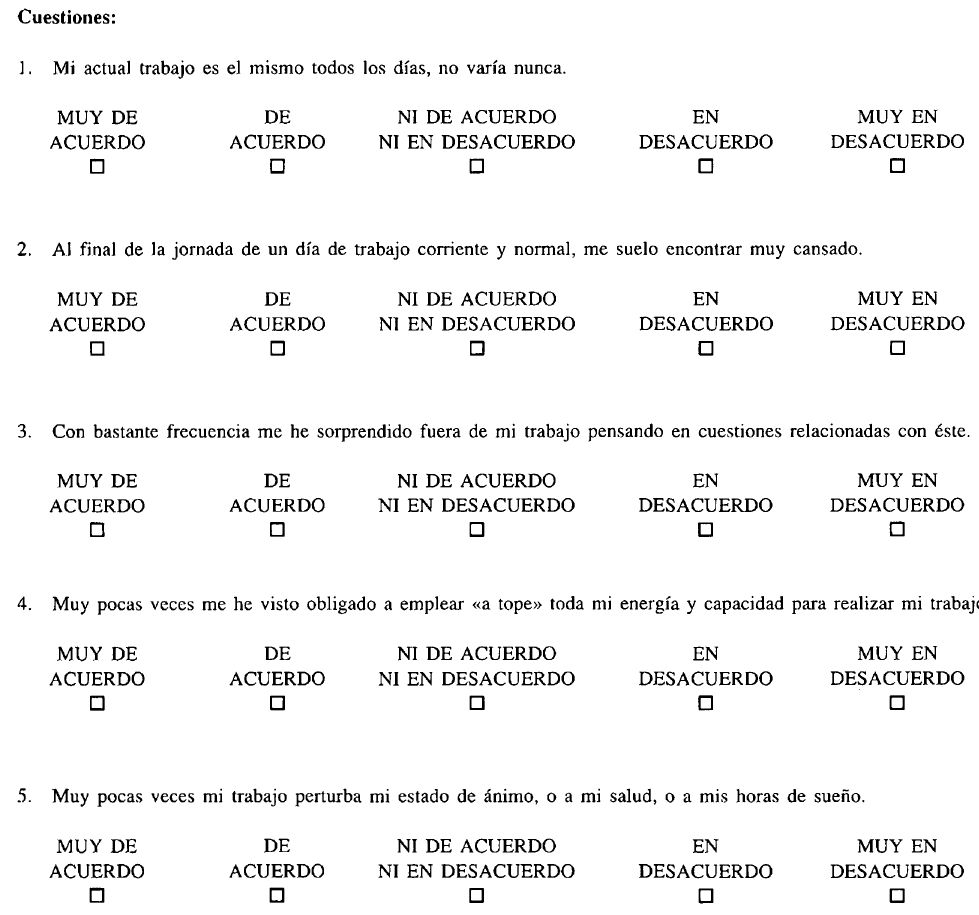 Cuestiones:
1. Mi actual trabajo es el mismo todos los días, no varía nunca.
MUY DE DE NI DE ACUERDO EN MUY EN
ACUERDO ACUERDO NI EN DESACUERDO DESACUERDO DESACUERDO
☐ ☐ ☐ ☐ ☐
2. Al final de la jornada de un día de trabajo corriente y normal, me suelo encontrar muy cansado.
MUY DE DE NI DE ACUERDO EN MUY EN
ACUERDO ACUERDO NI EN DESACUERDO DESACUERDO DESACUERDO
☐ ☐ ☐ ☐ ☐
3. Con bastante frecuencia me he sorprendido fuera de mi trabajo pensando en cuestiones relacionadas con éste.
MUY DE DE NI DE ACUERDO EN MUY EN
ACUERDO ACUERDO NI EN DESACUERDO DESACUERDO DESACUERDO
☐ ☐ ☐ ☐ ☐
4. Muy pocas veces me he visto obligado a emplear «a tope» toda mi energía y capacidad para realizar mi trabajo
MUY DE DE NI DE ACUERDO EN MUY EN
ACUERDO ACUERDO NI EN DESACUERDO DESACUERDO DESACUERDO
☐ ☐ ☐ ☐ ☐
5. Muy pocas veces mi trabajo perturba mi estado de ánimo, o a mi salud, o a mis horas de sueño.
MUY DE DE NI DE ACUERDO EN MUY EN
ACUERDO ACUERDO NI EN DESACUERDO DESACUERDO DESACUERDO
☐ ☐ ☐ ☐ ☐